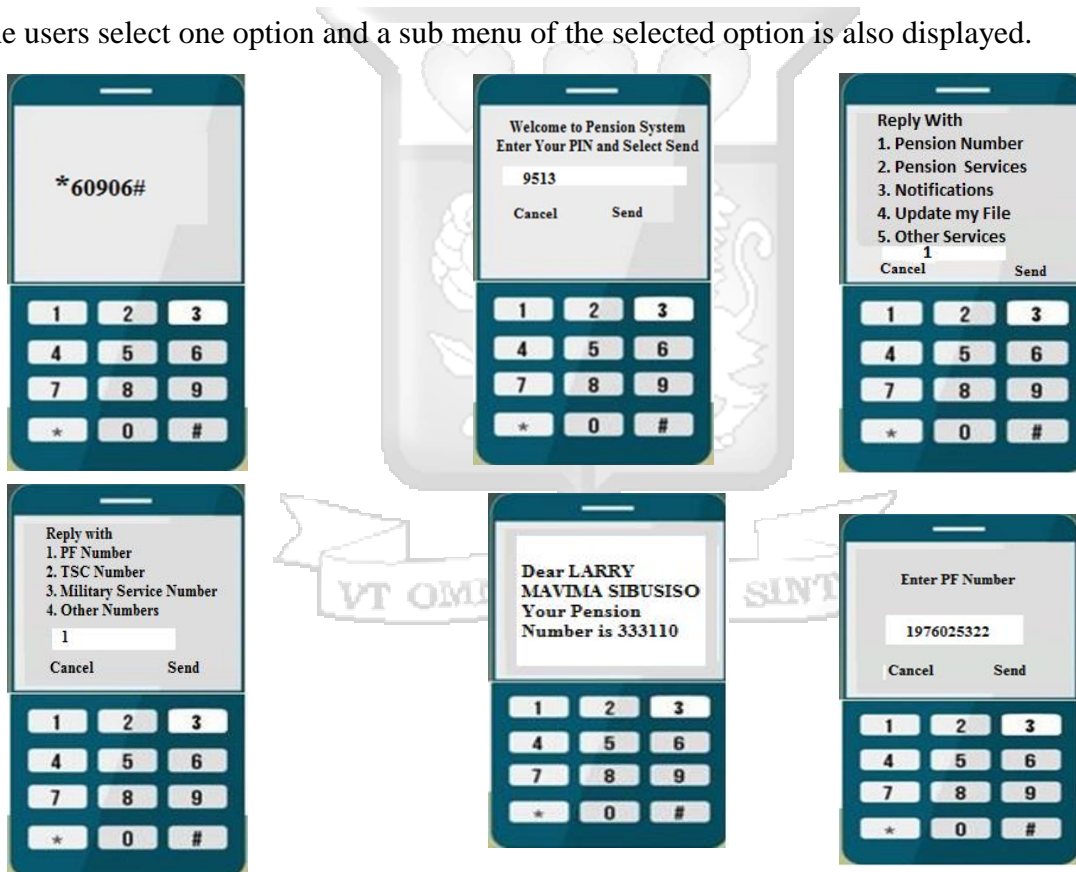 e users select one option and a sub menu of the selected option is also displayed.
*60906#
1 2 3
4 5 6
7 8 9
* 0 #
Welcome to Pension System
Enter Your PIN and Select Send
9513
Cancel Send
1 2 3
4 5 6
7 8 9
* 0 #
Reply With
1. Pension Number
2. Pension Services
3. Notifications
4. Update my File
5. Other Services
1
Cancel Send
1 2 3
4 5 6
7 8 9
* 0 #
Reply with
1. PF Number
2. TSC Number
3. Military Service Number
4. Other Numbers
1
Cancel Send
1 2 3
4 5 6
7 8 9
* 0 #
Dear LARRY
MAVIMA SIBUSISO
Your Pension
Number is 333110
1 2 3
4 5 6
7 8 9
* 0 #
Enter PF Number
1976025322
Cancel Send
1 2 3
4 5 6
7 8 9
* 0 #
VT OM SINT